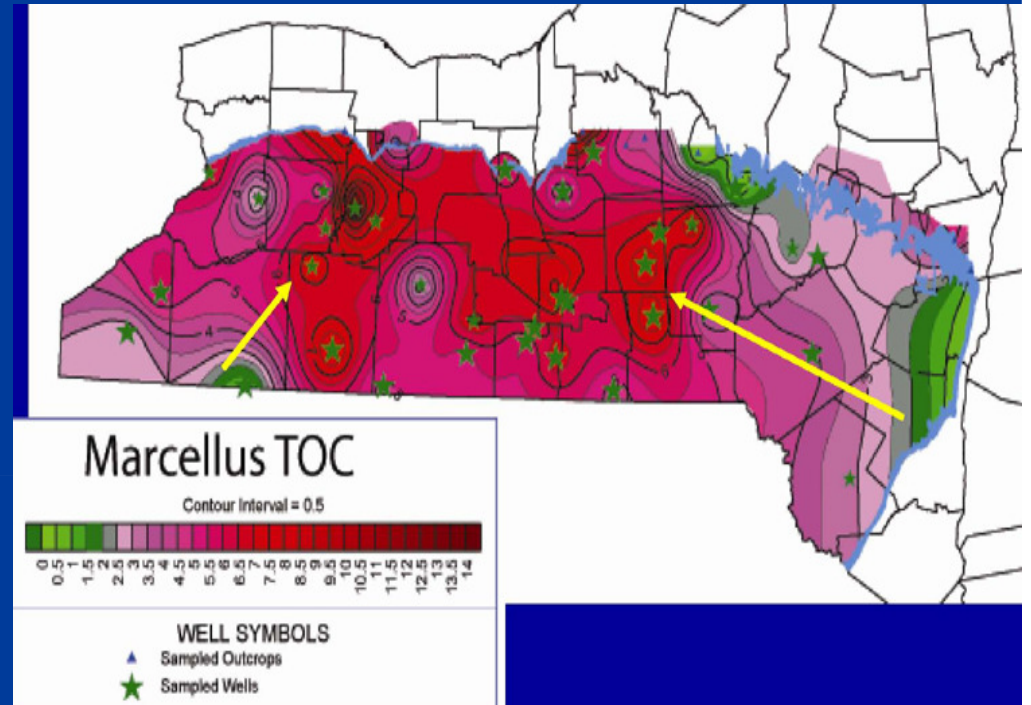 Marcellus TOC
Contour Interval = 0.5
0 0.5 1 1.5 2 2.5 3 3.5 4 4.5 5 5.5 6 6.5 7 7.5 8 8.5 9 9.5 10 10.5 11 11.5 12 12.5 13 13.5 14
WELL SYMBOLS
Sampled Outcrops
Sampled Wells